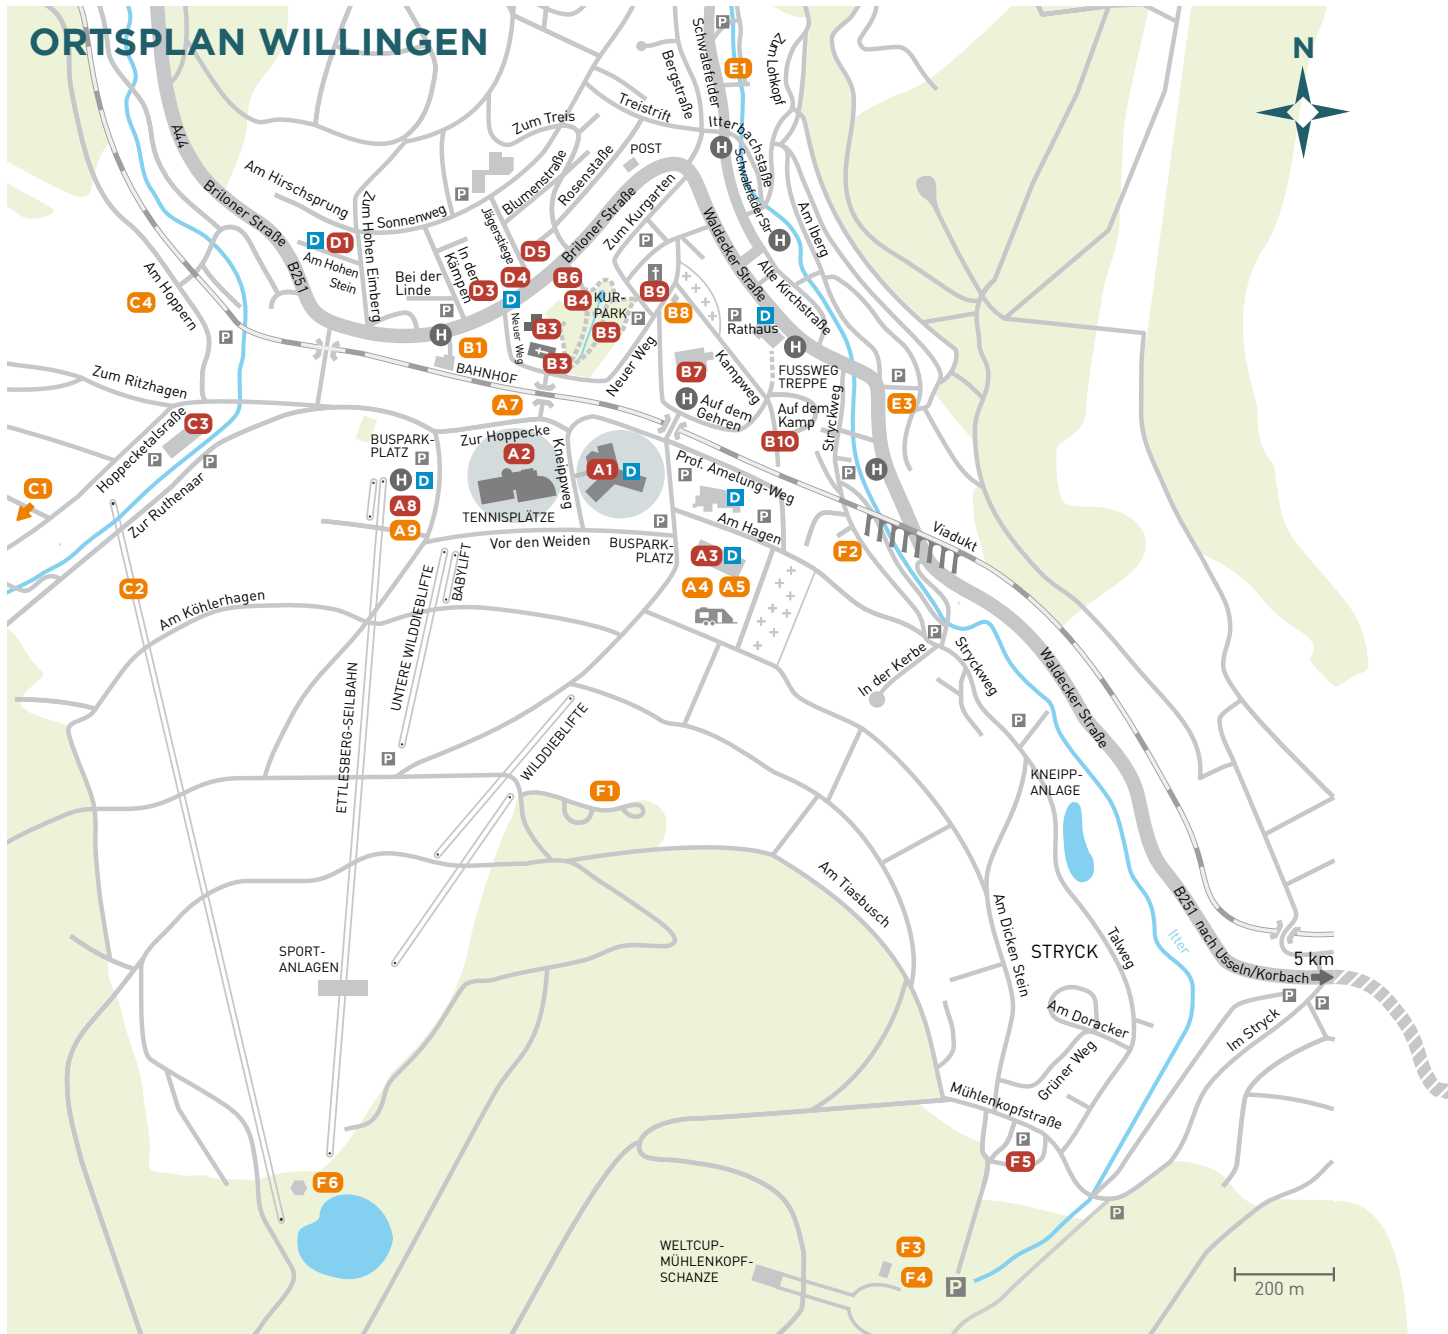 ORTSPLAN WILLINGEN
N
P
E1
Schwalefelder
Bergstraße
Zum Lohkopf
A44
Treistrift
Zum Treis
Itterbachstaße
H
POST
Schwalefelder Str.
Am Hirschsprung
Briloner Straße
Zum Hohen Eimberg
P
Blumenstraße
Rosenstaße
Briloner Straße
Zum Kurgarten
Sonnenweg
Jägerstiege
Waldecker Straße
Am Iberg
H
D
D1
D5
P
Am Hohen
Stein
B251
In der
Kämpen
Bei der
Linde
D4
D3
D
B6
B4
KUR-
PARK
B5
B9
B8
Alte Kirchstraße
C4
Am Hoppern
P
P
H
Neuer Weg
B3
B3
P
P
D
Rathaus
H
B1
BAHNHOF
Neuer Weg
B7
Kampweg
FUSSWEG
TREPPE
P
Zum Ritzhagen
A7
H
Auf dem
Gehren
Auf dem
Kamp
Stryckweg
E3
B10
C3
Hoppecketalsraße
P
P
BUSPARK-
PLATZ
P
Zur Hoppecke
A2
Kneippweg
A1
D
P
Prof. Amelung-Weg
P
H
C1
H
D
A8
A9
TENNISPLÄTZE
D
P
Am Hagen
P
Zur Ruthenaar
Vor den Weiden
BUSPARK-
PLATZ
A3
D
F2
Viadukt
C2
BABYLIFT
UNTERE WILDDIEBLIFTE
A4
A5
Am Köhlerhagen
P
In der Kerbe
Stryckweg
Waldecker Straße
ETTLESBERG-SEILBAHN
WILDDIEBLIFTE
P
P
KNEIPP-
ANLAGE
F1
Am Tiasbusch
Am Dicken Stein
B251 nach Usseln/Korbach
Itter
Talweg
STRYCK
5 km
SPORT-
ANLAGEN
P
P
Am Doracker
Im Stryck
Grüner Weg
Mühlenkopfstraße
P
F5
F6
P
WELTCUP-
MÜHLENKOPF-
SCHANZE
F3
F4
P
200 m